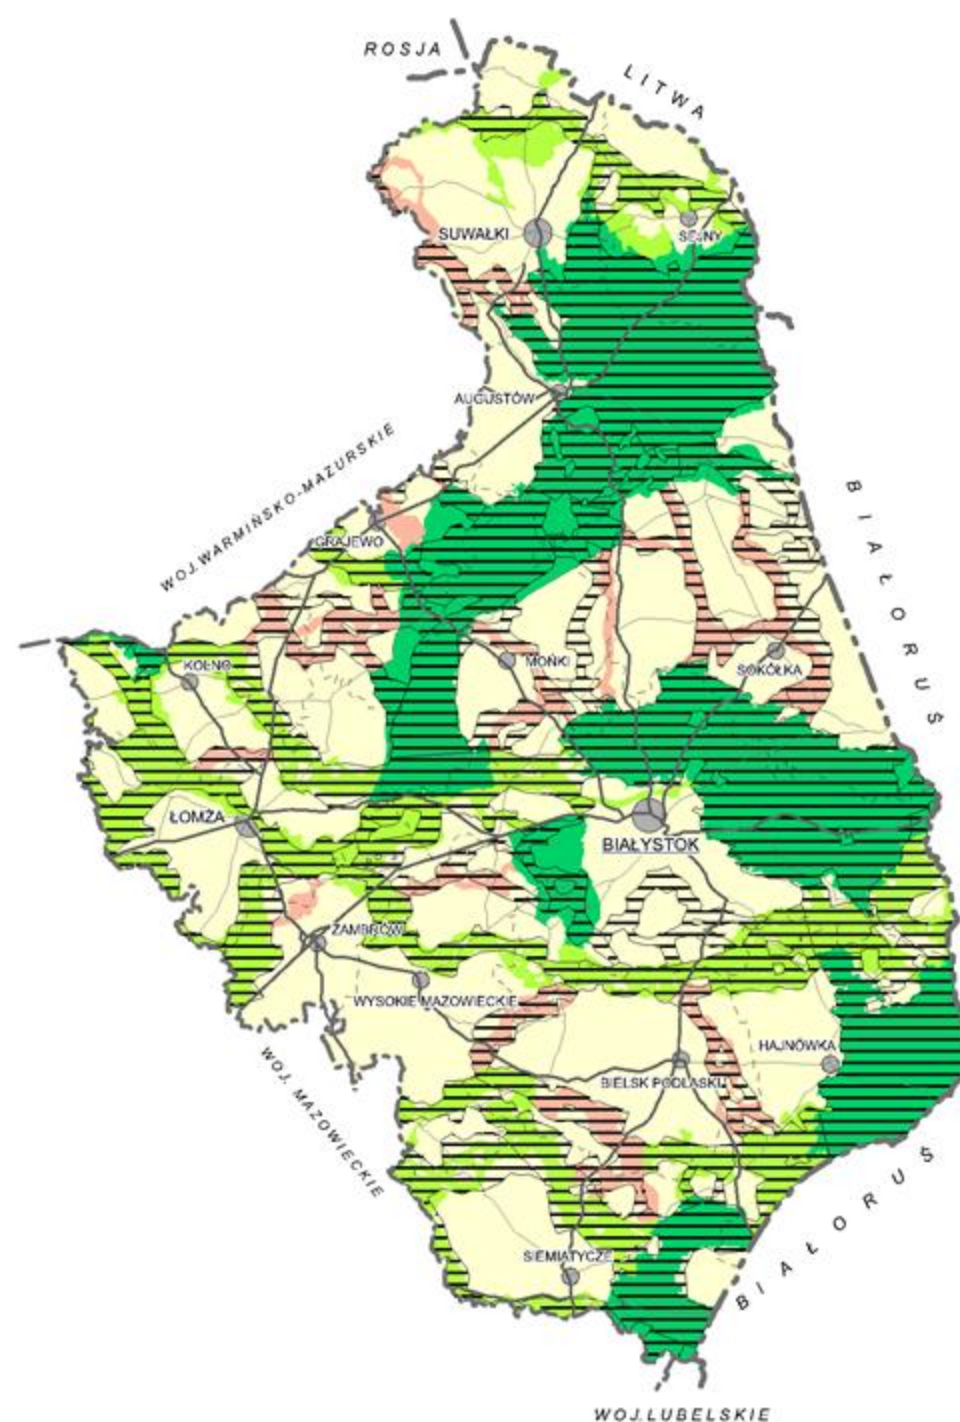 ROSJA
LITWA
SUWAŁKI
SEJNY
AUGUSTÓW
WOJ.WARMIŃSKO-MAZURSKIE
GRAJEWO
BIAŁORUŚ
KOLNO
MOŃKI
SOKÓŁKA
ŁOMŻA
BIAŁYSTOK
ZAMBRÓW
WYSOKIE MAZOWIECKIE
HAJNÓWKA
BIELSK PODLASKI
WOJ. MAZOWIECKIE
BIAŁORUŚ
SIEMIATYCZE
WOJ.LUBELSKIE